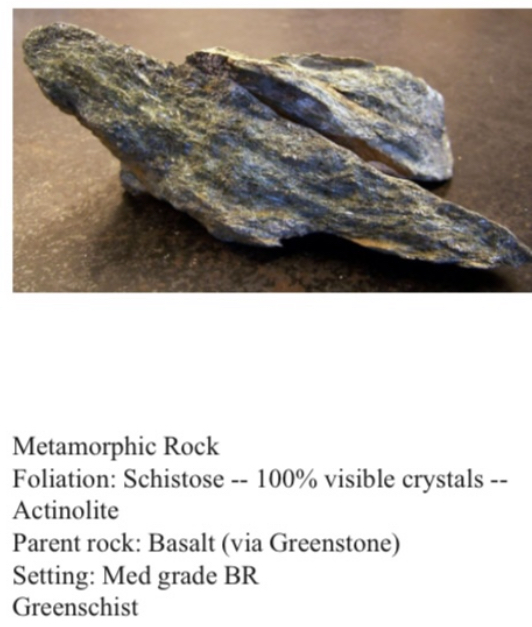 Metamorphic Rock
Foliation: Schistose -- 100% visible crystals --
Actinolite
Parent rock: Basalt (via Greenstone)
Setting: Med grade BR
Greenschist